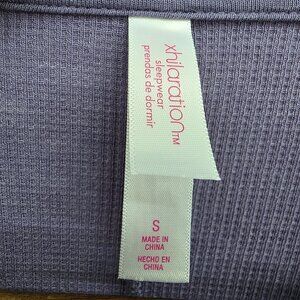 xhilaration™
sleepwear
prendas de dormir
S
MADE IN
CHINA
HECHO EN
CHINA